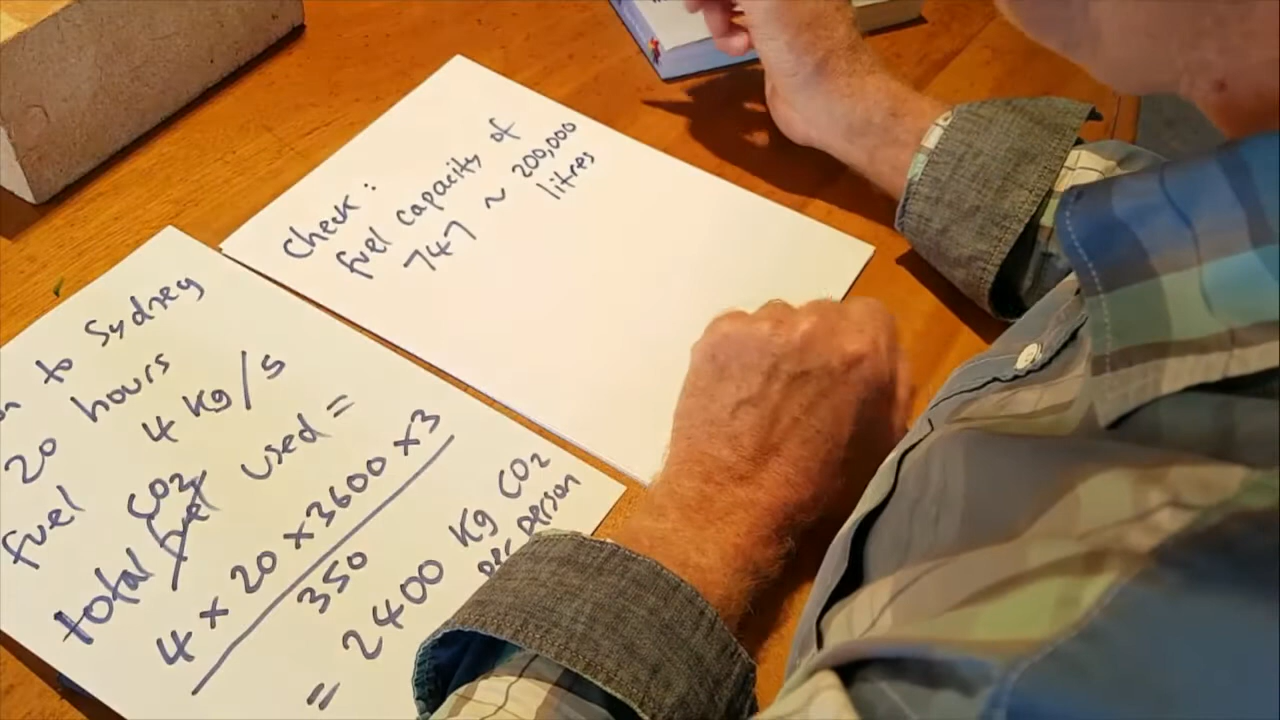 to Sydney
20 hours
fuel 4 Kg/s
CO2
total fuel used =
4 x 20 x 3600 x 3
350
= 2400 Kg CO2
per person
Check:
fuel capacity of
747 ~ 200,000
litres